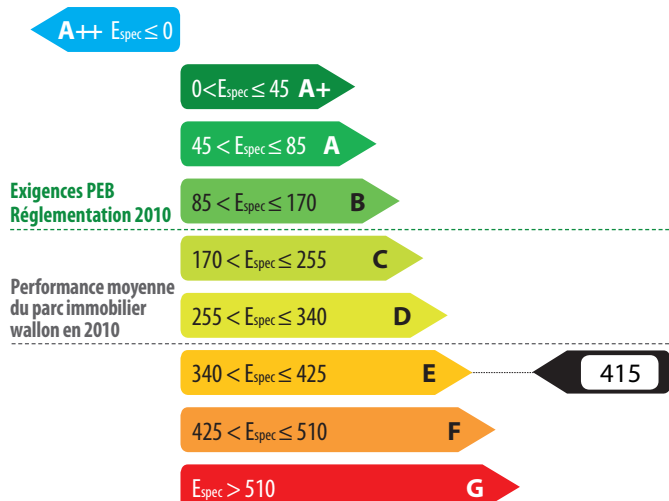 A++ Espec ≤ 0
0<Espec ≤ 45 A+
45 < Espec ≤ 85 A
Exigences PEB
Réglementation 2010
85 < Espec ≤ 170 B
170 < Espec ≤ 255 C
Performance moyenne
du parc immobilier
wallon en 2010
255 < Espec ≤ 340 D
340 < Espec ≤ 425 E
415
425 < Espec ≤ 510 F
Espec > 510 G